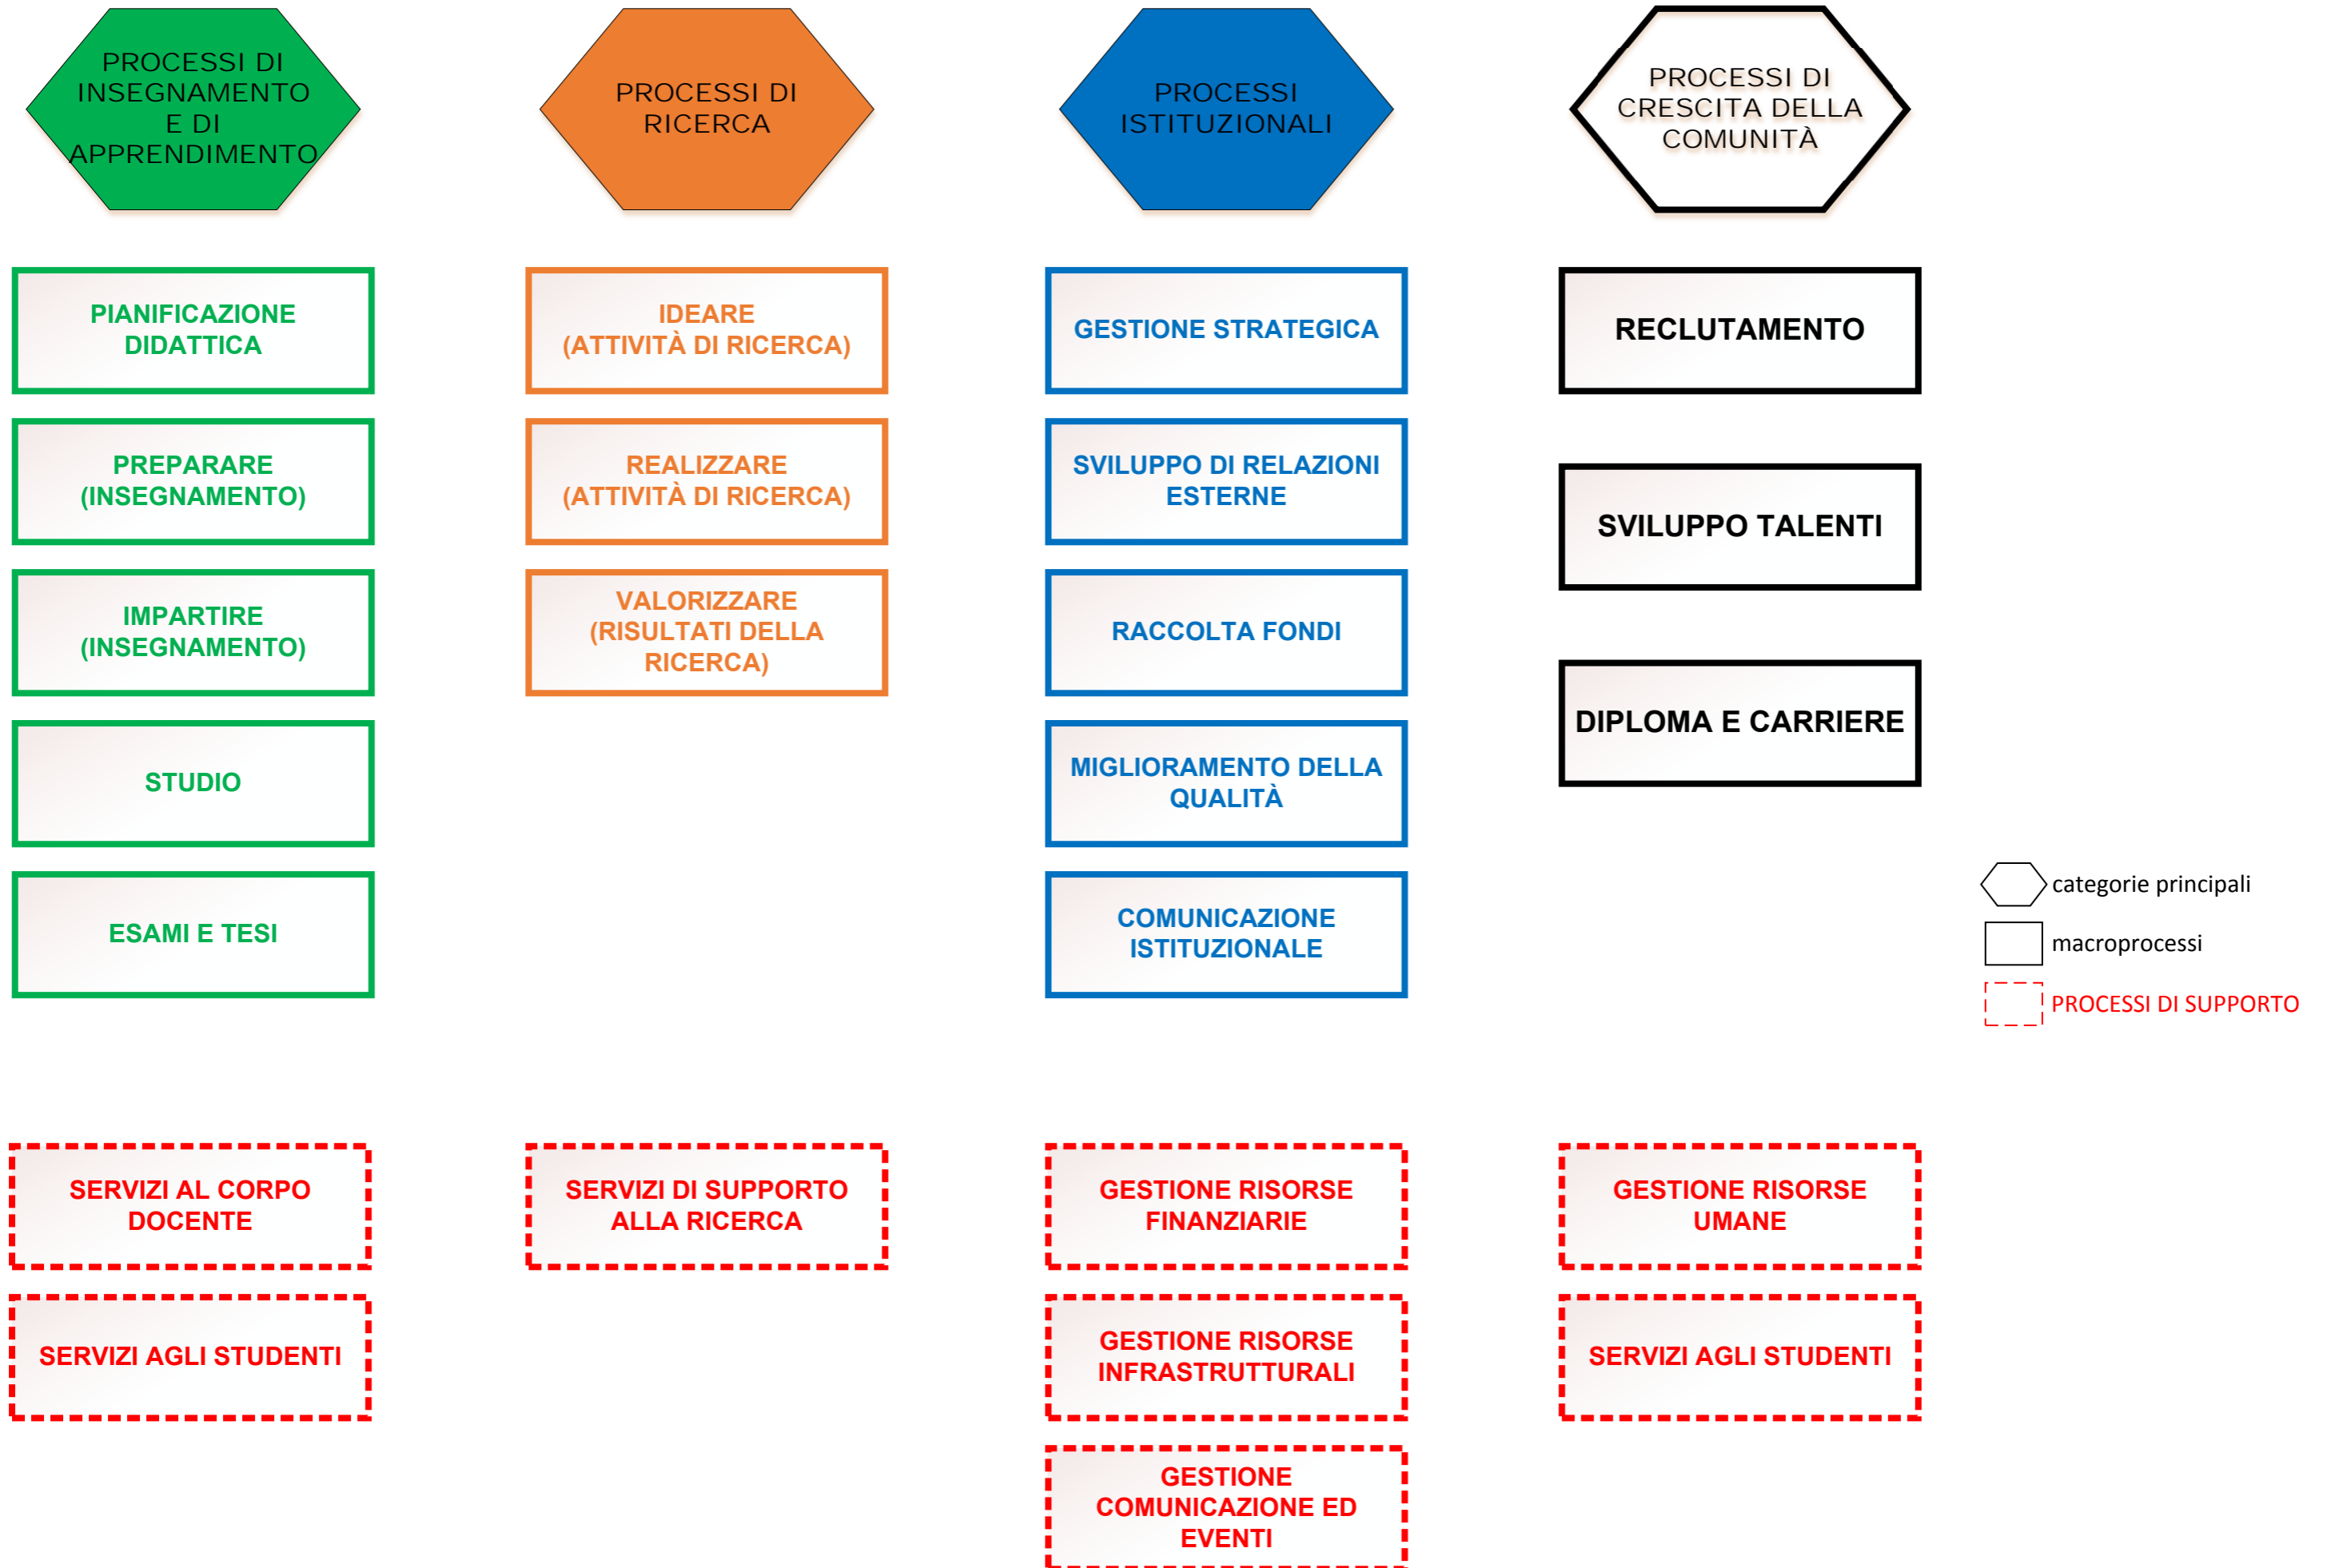 PROCESSI DI
INSEGNAMENTO
E DI
APPRENDIMENTO
PROCESSI DI
RICERCA
PROCESSI
ISTITUZIONALI
PROCESSI DI
CRESCITA DELLA
COMUNITÀ
PIANIFICAZIONE
DIDATTICA
PREPARARE
(INSEGNAMENTO)
IMPARTIRE
(INSEGNAMENTO)
STUDIO
ESAMI E TESI
IDEARE
(ATTIVITÀ DI RICERCA)
REALIZZARE
(ATTIVITÀ DI RICERCA)
VALORIZZARE
(RISULTATI DELLA
RICERCA)
GESTIONE STRATEGICA
SVILUPPO DI RELAZIONI
ESTERNE
RACCOLTA FONDI
MIGLIORAMENTO DELLA
QUALITÀ
COMUNICAZIONE
ISTITUZIONALE
RECLUTAMENTO
SVILUPPO TALENTI
DIPLOMA E CARRIERE
categorie principali
macroprocessi
PROCESSI DI SUPPORTO
SERVIZI AL CORPO
DOCENTE
SERVIZI AGLI STUDENTI
SERVIZI DI SUPPORTO
ALLA RICERCA
GESTIONE RISORSE
FINANZIARIE
GESTIONE RISORSE
INFRASTRUTTURALI
GESTIONE
COMUNICAZIONE ED
EVENTI
GESTIONE RISORSE
UMANE
SERVIZI AGLI STUDENTI